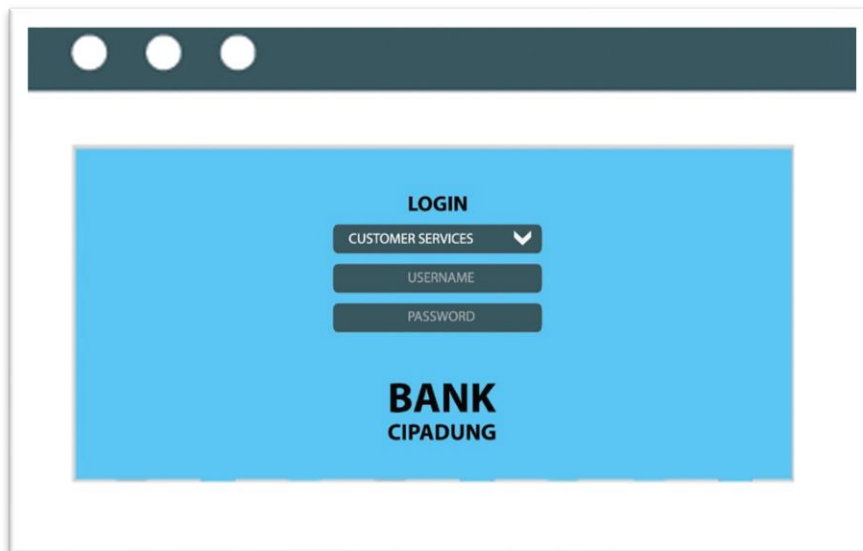 LOGIN
CUSTOMER SERVICES
USERNAME
PASSWORD
BANK
CIPADUNG